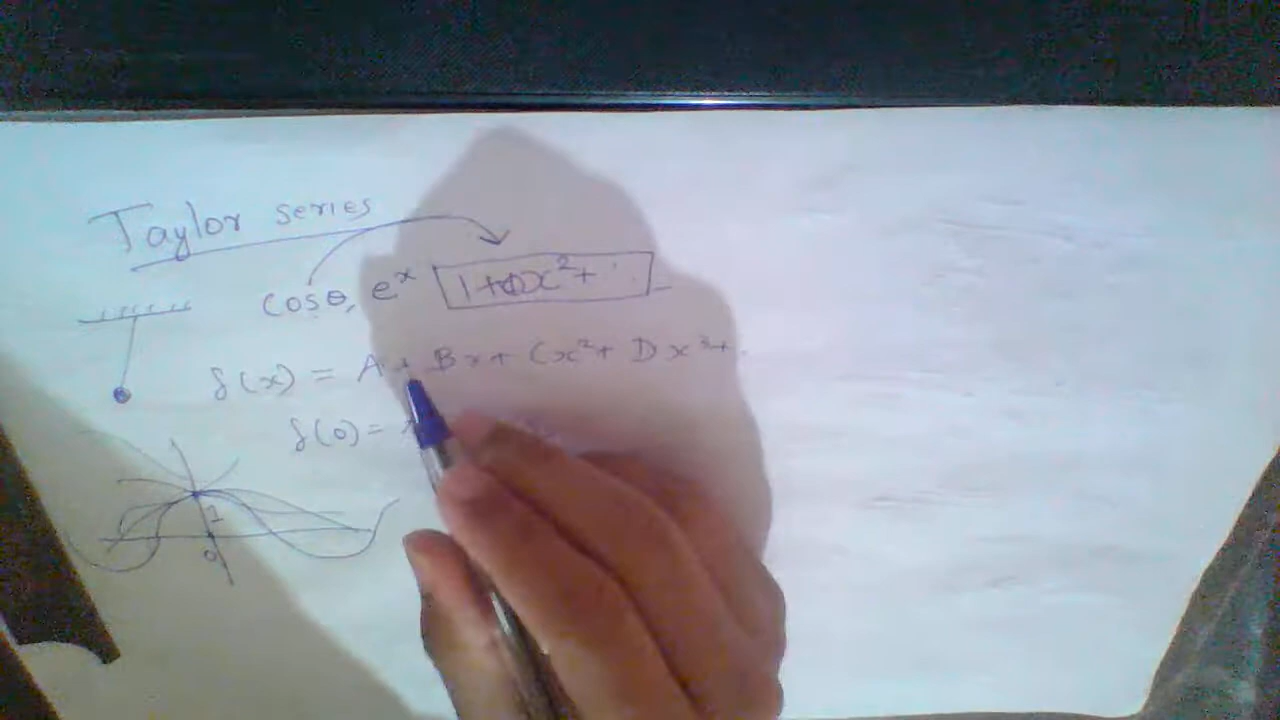 Taylor series
cosθ, e^x 1+ x²+ ...
f(x) = A + Bx + Cx² + Dx³+..
f(0) =
1
0